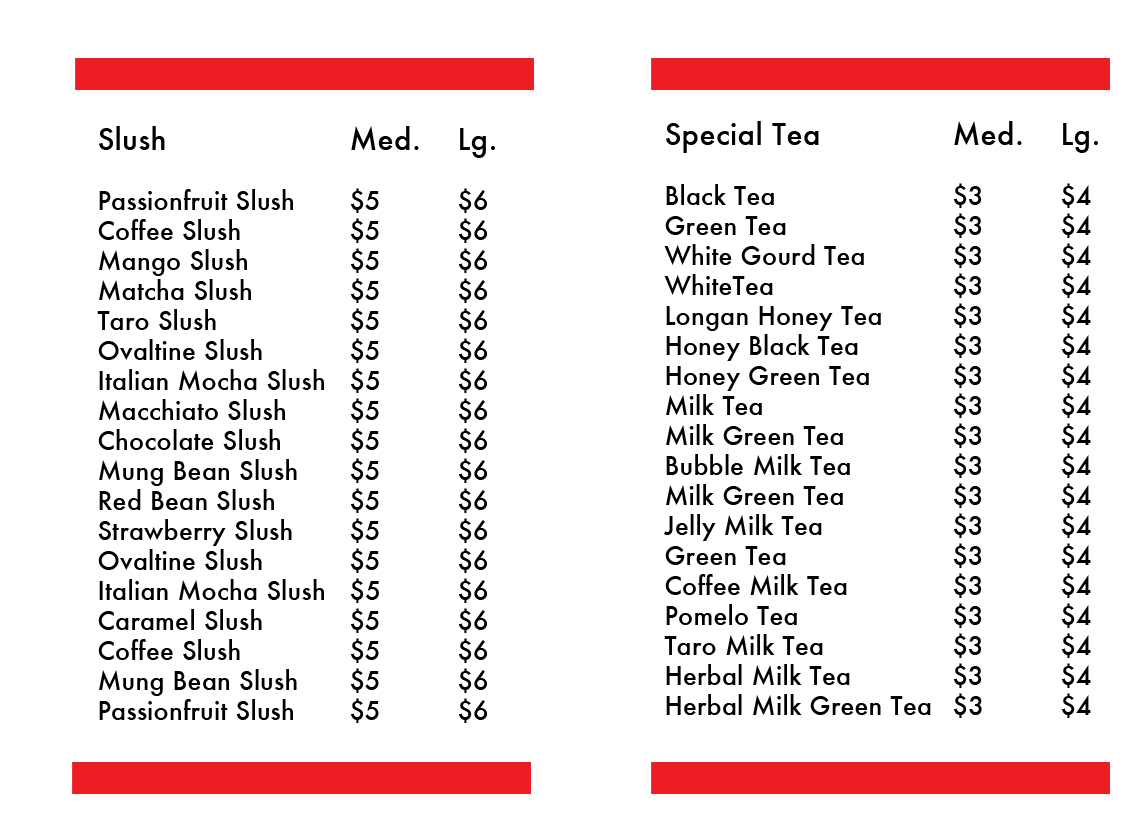 Slush Med. Lg.
Passionfruit Slush $5 $6
Coffee Slush $5 $6
Mango Slush $5 $6
Matcha Slush $5 $6
Taro Slush $5 $6
Ovaltine Slush $5 $6
Italian Mocha Slush $5 $6
Macchiato Slush $5 $6
Chocolate Slush $5 $6
Mung Bean Slush $5 $6
Red Bean Slush $5 $6
Strawberry Slush $5 $6
Ovaltine Slush $5 $6
Italian Mocha Slush $5 $6
Caramel Slush $5 $6
Coffee Slush $5 $6
Mung Bean Slush $5 $6
Passionfruit Slush $5 $6
Special Tea Med. Lg.
Black Tea $3 $4
Green Tea $3 $4
White Gourd Tea $3 $4
WhiteTea $3 $4
Longan Honey Tea $3 $4
Honey Black Tea $3 $4
Honey Green Tea $3 $4
Milk Tea $3 $4
Milk Green Tea $3 $4
Bubble Milk Tea $3 $4
Milk Green Tea $3 $4
Jelly Milk Tea $3 $4
Green Tea $3 $4
Coffee Milk Tea $3 $4
Pomelo Tea $3 $4
Taro Milk Tea $3 $4
Herbal Milk Tea $3 $4
Herbal Milk Green Tea $3 $4